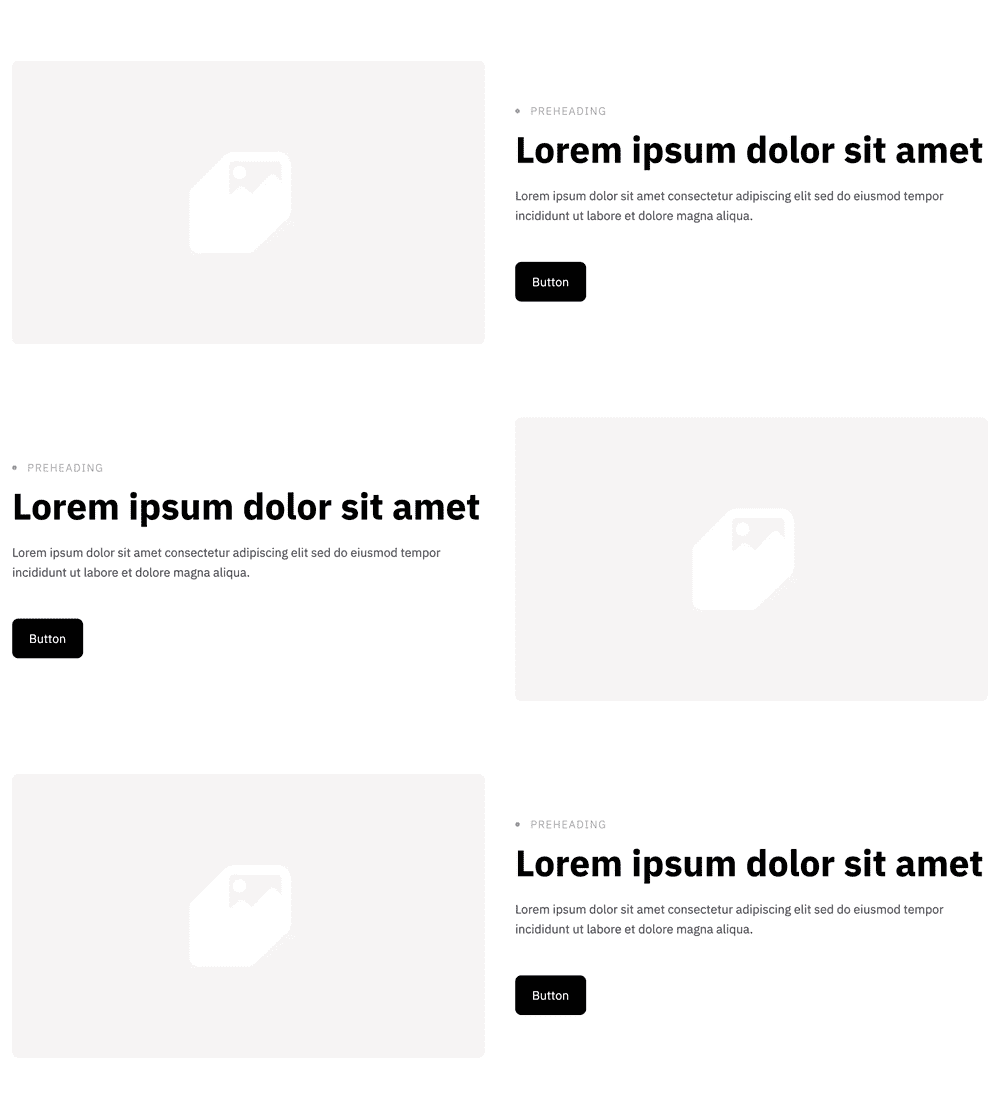 PREHEADING
Lorem ipsum dolor sit amet
Lorem ipsum dolor sit amet consectetur adipiscing elit sed do eiusmod tempor
incididunt ut labore et dolore magna aliqua.
Button
PREHEADING
Lorem ipsum dolor sit amet
Lorem ipsum dolor sit amet consectetur adipiscing elit sed do eiusmod tempor
incididunt ut labore et dolore magna aliqua.
Button
PREHEADING
Lorem ipsum dolor sit amet
Lorem ipsum dolor sit amet consectetur adipiscing elit sed do eiusmod tempor
incididunt ut labore et dolore magna aliqua.
Button